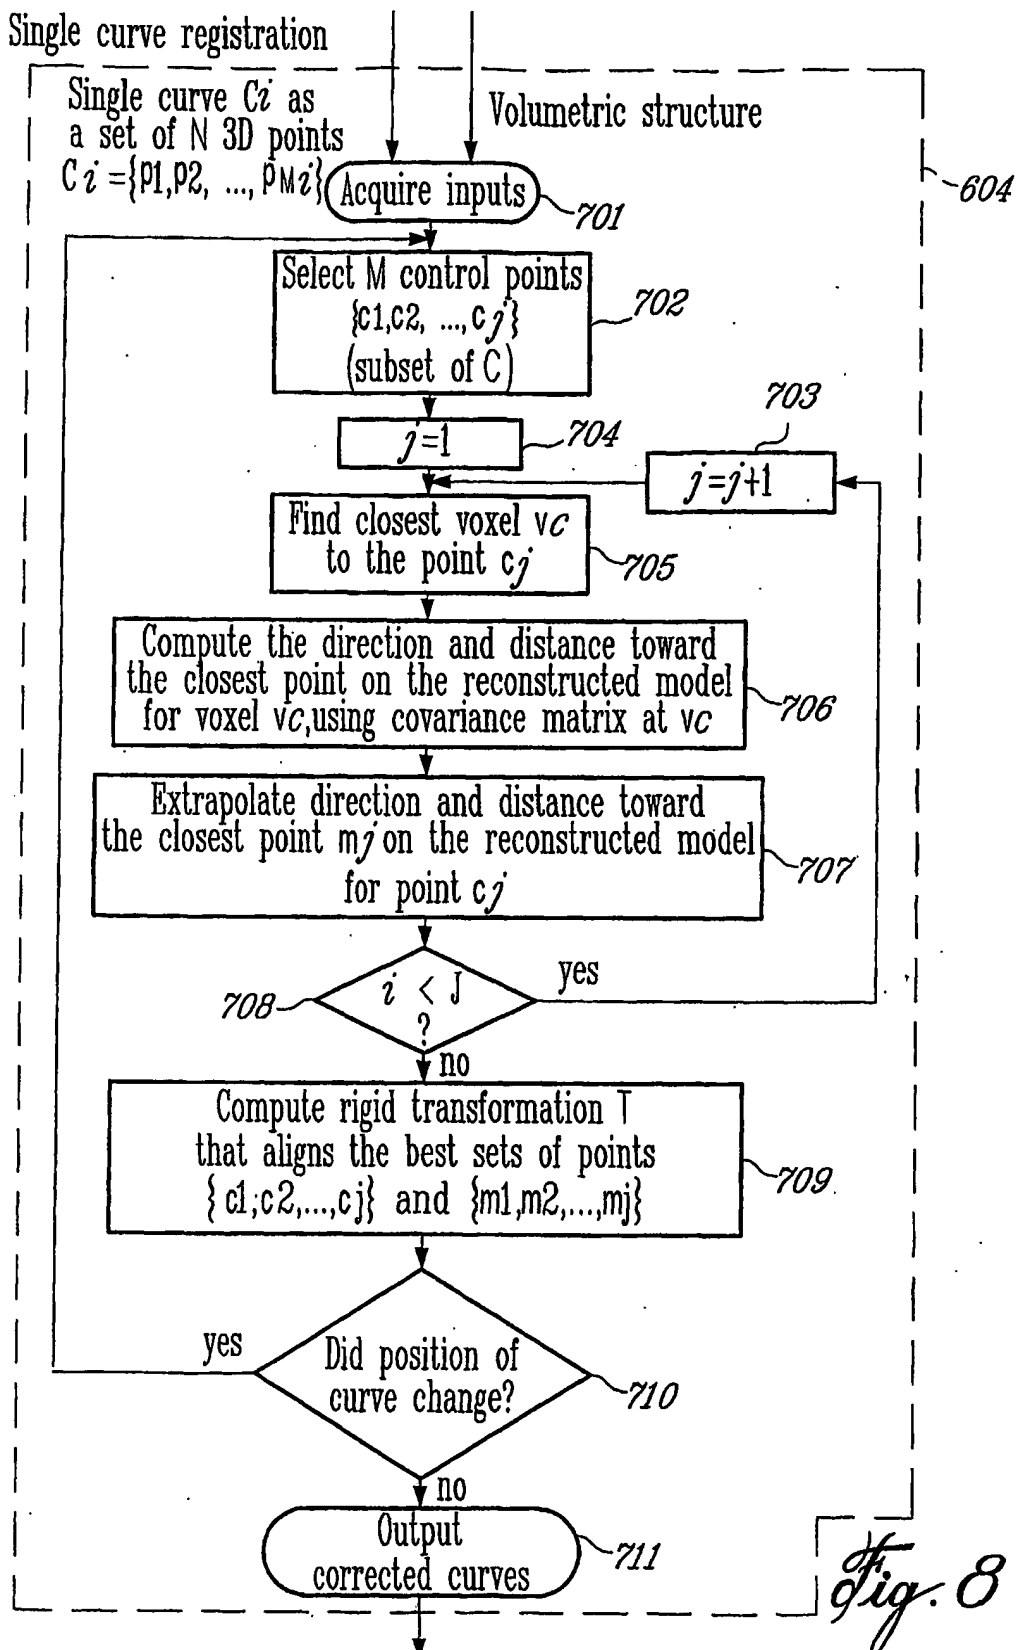 Single curve registration
Single curve Ci as
a set of N 3D points
Ci={p1,p2, ..., pMi}
Volumetric structure
604
Acquire inputs
701
Select M control points
{c1,c2, ...,cj}
(subset of C)
702
703
j=1
704
j=j+1
Find closest voxel vc
to the point cj
705
Compute the direction and distance toward
the closest point on the reconstructed model
for voxel vc,using covariance matrix at vc
706
Extrapolate direction and distance toward
the closest point mj on the reconstructed model
for point cj
707
i < J
?
yes
708
no
Compute rigid transformation T
that aligns the best sets of points
{c1;c2,...,cj} and {m1,m2,...,mj}
709
yes
Did position of
curve change?
710
no
Output
corrected curves
711
Fig. 8